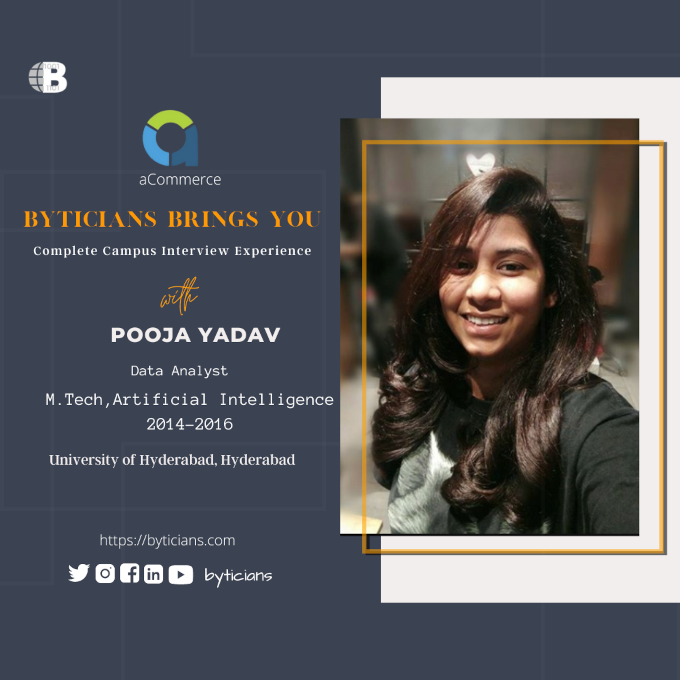 B
aCommerce
BYTICIANS BRINGS YOU
Complete Campus Interview Experience
with
POOJA YADAV
Data Analyst
M.Tech,Artificial Intelligence
2014-2016
University of Hyderabad, Hyderabad
https://byticians.com
byticians